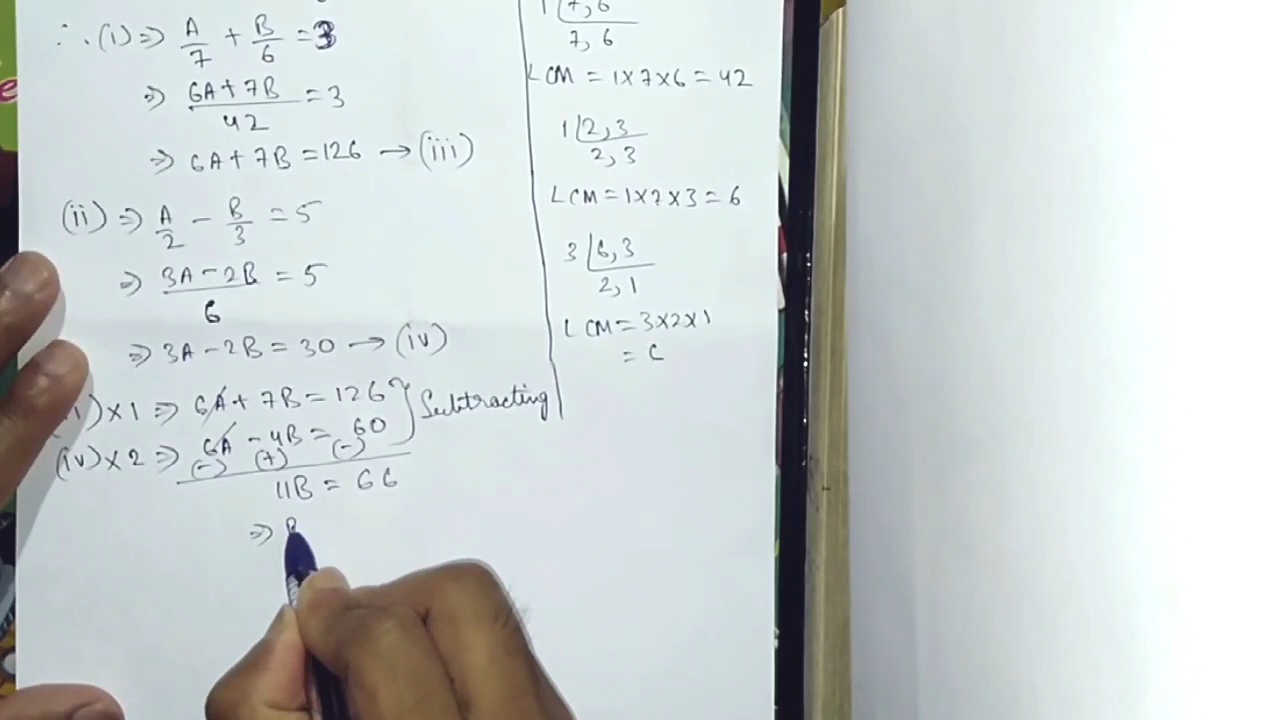 ∴ (i) ⇒ A/7 + B/6 = 3
⇒ (6A + 7B)/42 = 3
⇒ 6A + 7B = 126 → (iii)
(ii) ⇒ A/2 − B/3 = 5
⇒ (3A − 2B)/6 = 5
⇒ 3A − 2B = 30 → (iv)
) × 1 ⇒ 6A + 7B = 126
(iv) × 2 ⇒ 6A − 4B = 60
Subtracting
(−) (+) (−)
11B = 66
⇒ B
1 | 7, 6
7, 6
LCM = 1 × 7 × 6 = 42
1 | 2, 3
2, 3
LCM = 1 × 2 × 3 = 6
3 | 6, 3
2, 1
LCM = 3 × 2 × 1
= 6